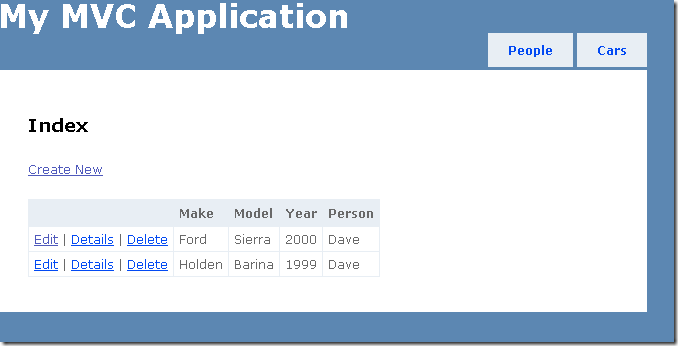 My MVC Application
People Cars
Index
Create New
Make Model Year Person
Edit | Details | Delete Ford Sierra 2000 Dave
Edit | Details | Delete Holden Barina 1999 Dave